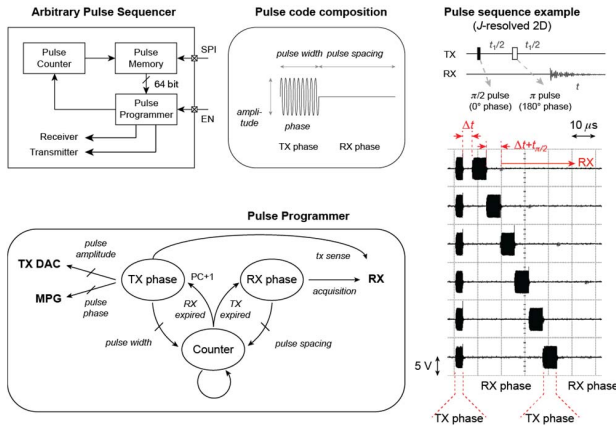 Arbitrary Pulse Sequencer
Pulse
Counter
Pulse
Memory
SPI
64 bit
Pulse
Programmer
EN
Receiver
Transmitter
Pulse code composition
pulse width
pulse spacing
ampli-
tude
phase
TX phase
RX phase
Pulse sequence example
(J-resolved 2D)
TX
t₁/2
t₁/2
RX
t
π/2 pulse
(0° phase)
π pulse
(180° phase)
10 μs
Δt
Δt+tπ/2
RX
5 V
RX phase
RX phase
TX phase
TX phase
Pulse Programmer
pulse
amplitude
TX DAC
MPG
pulse
phase
TX phase
PC+1
RX phase
tx sense
RX
acquisition
RX
expired
TX
expired
pulse width
Counter
pulse spacing